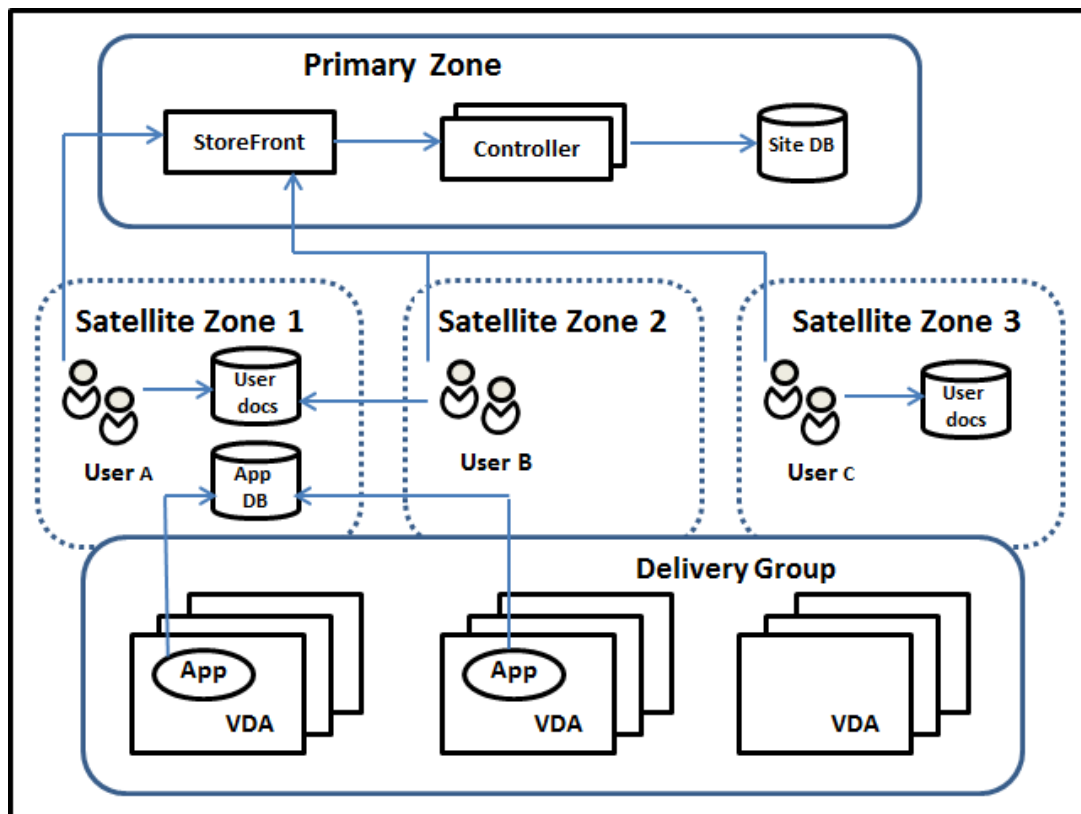 Primary Zone
StoreFront
Controller
Site DB
Satellite Zone 1
User
docs
User A
App
DB
Satellite Zone 2
User B
Satellite Zone 3
User
docs
User C
Delivery Group
App
VDA
App
VDA
VDA